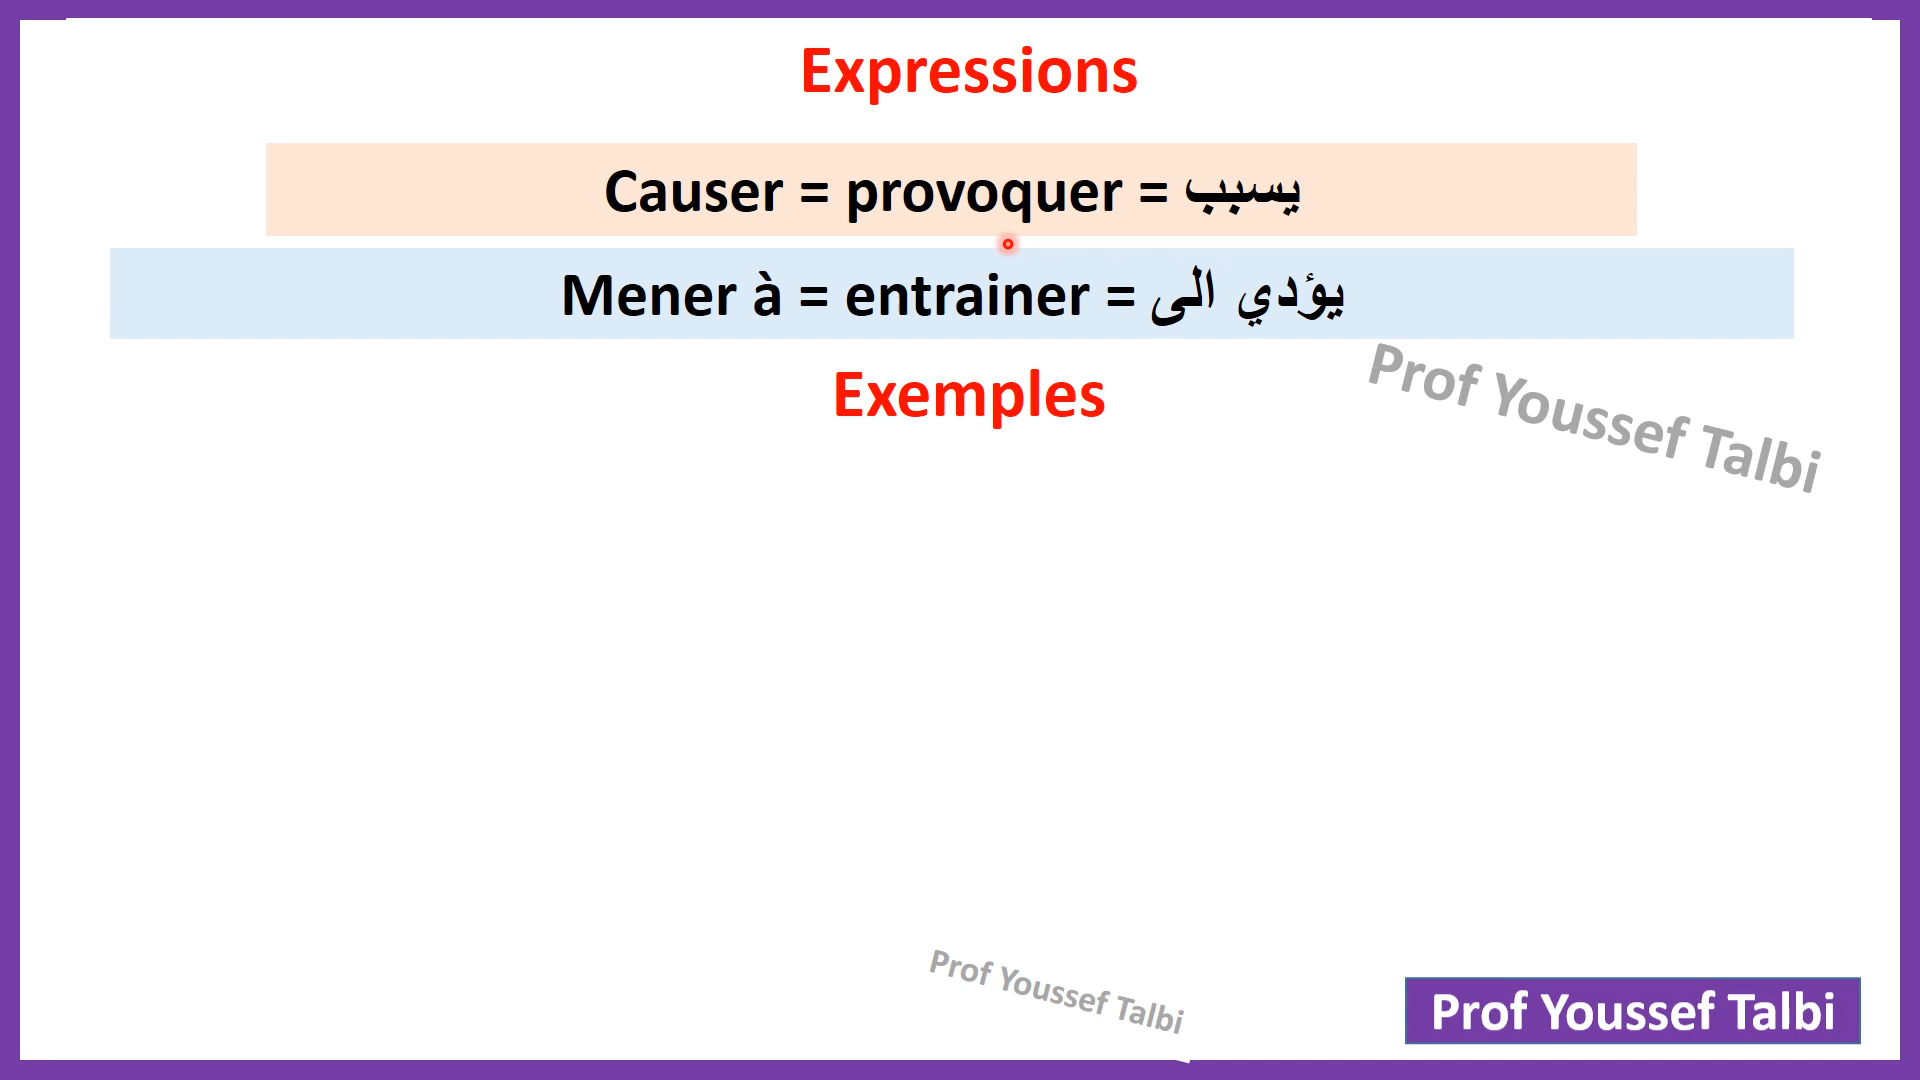 Expressions
Causer = provoquer = يسبب
Mener à = entrainer = يؤدي الى
Exemples
Prof Youssef Talbi
Prof Youssef Talbi
Prof Youssef Talbi